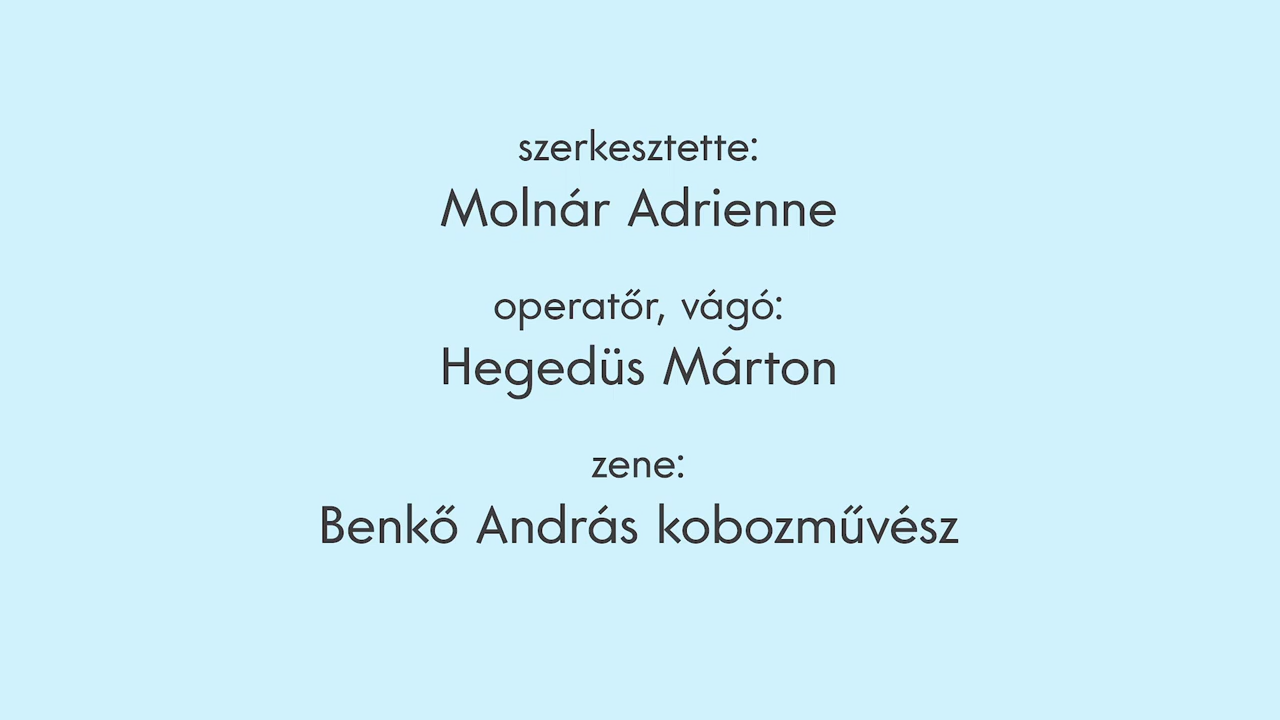 szerkesztette:
Molnár Adrienne
operatőr, vágó:
Hegedüs Márton
zene:
Benkő András kobozművész